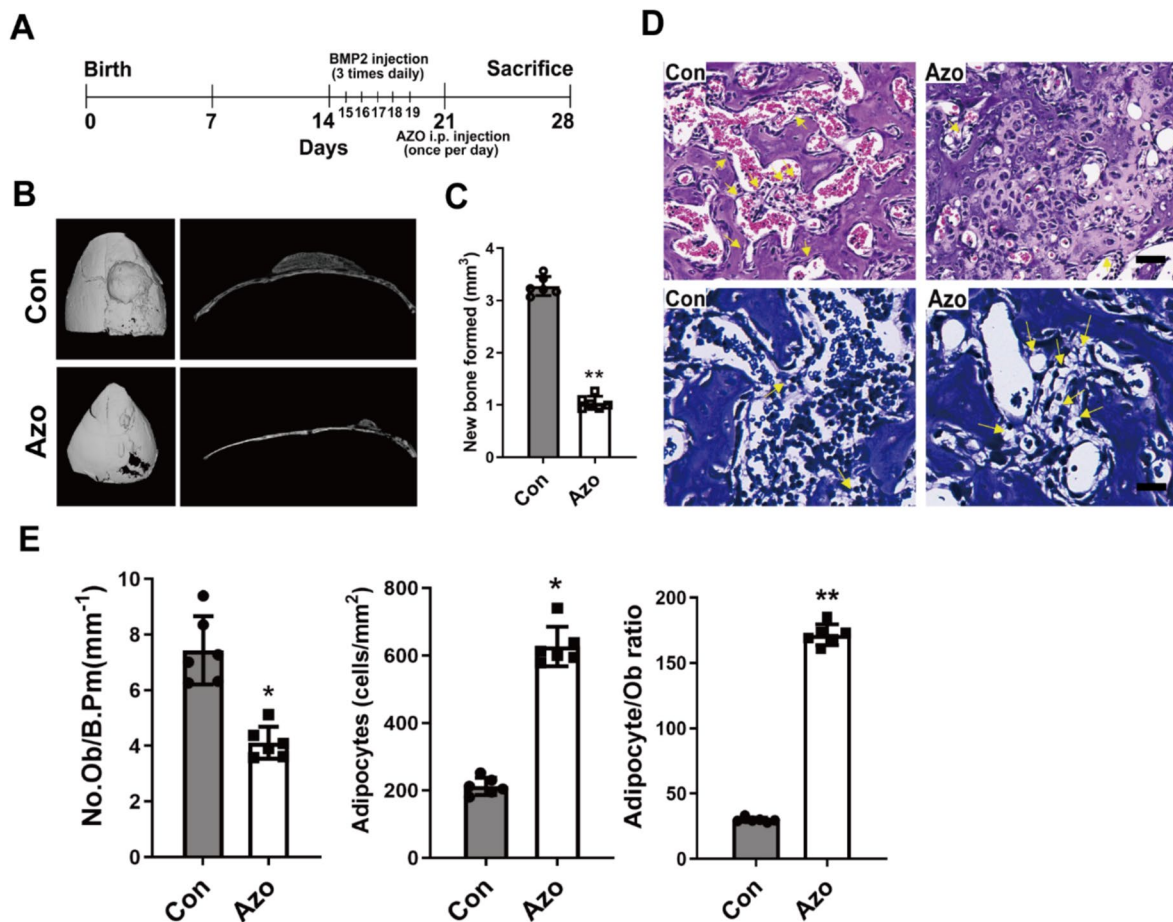 A
BMP2 injection
(3 times daily)
Birth
Sacrifice
15 16 17 18 19
0
7
14
21
28
Days
AZO i.p. injection
(once per day)
B
Con
Azo
C
New bone formed (mm³)
4
3
2
1
0
**
Con
Azo
D
Con
Azo
Con
Azo
E
No.Ob/B.Pm(mm⁻¹)
10
8
6
4
2
0
*
Con
Azo
Adipocytes (cells/mm²)
800
600
400
200
0
*
Con
Azo
Adipocyte/Ob ratio
200
150
100
50
0
**
Con
Azo